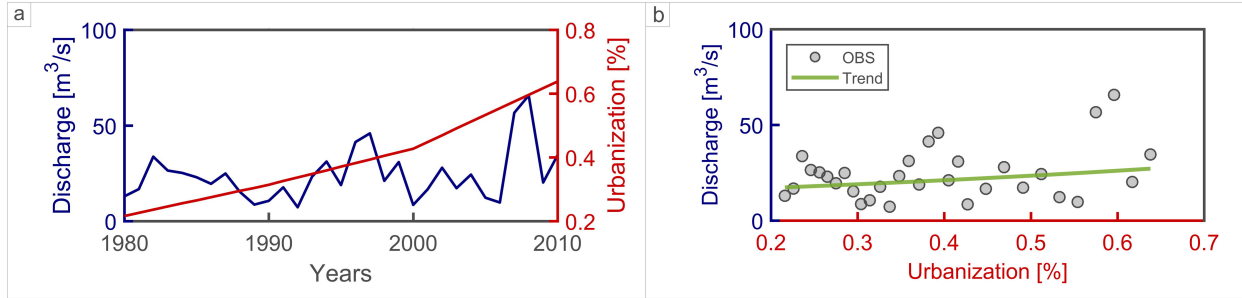 a
100
50
0
Discharge [m³/s]
1980
1990
2000
2010
Years
0.8
0.6
0.4
0.2
Urbanization [%]
b
100
50
0
Discharge [m³/s]
OBS
Trend
0.2
0.3
0.4
0.5
0.6
0.7
Urbanization [%]